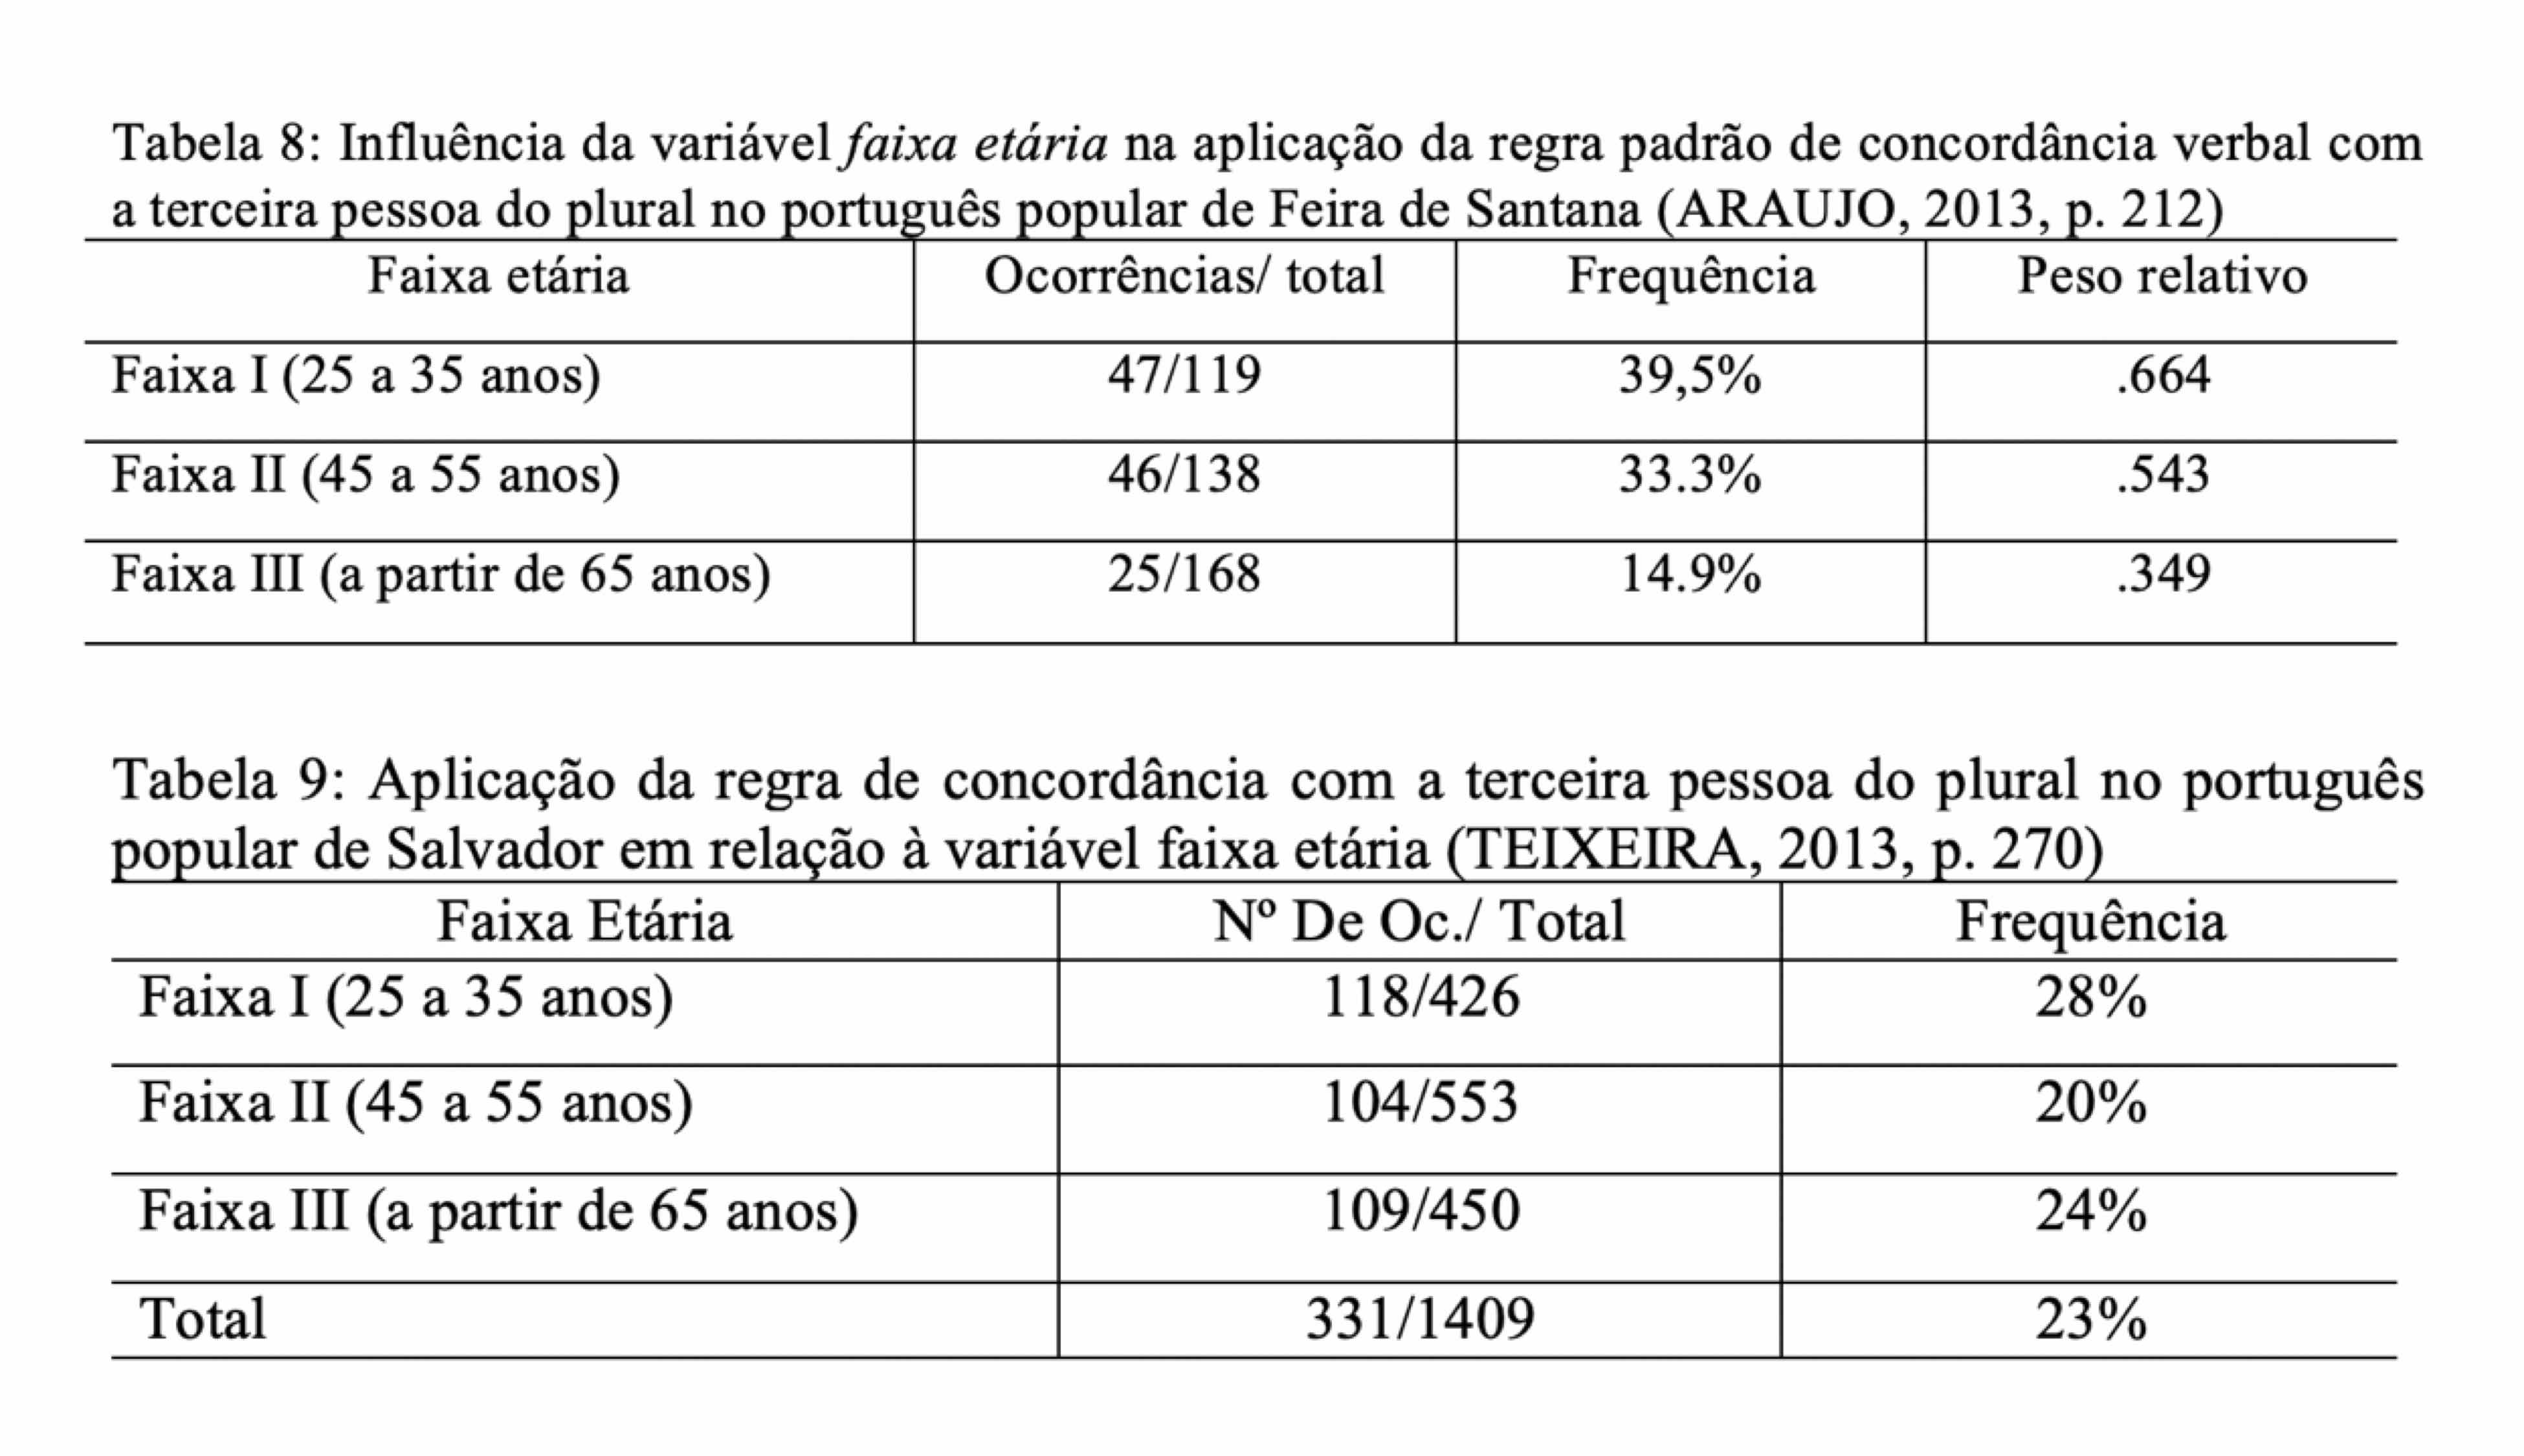 Tabela 8: Influência da variável faixa etária na aplicação da regra padrão de concordância verbal com
a terceira pessoa do plural no português popular de Feira de Santana (ARAUJO, 2013, p. 212)
Faixa etária Ocorrências/ total Frequência Peso relativo
Faixa I (25 a 35 anos) 47/119 39,5% .664
Faixa II (45 a 55 anos) 46/138 33.3% .543
Faixa III (a partir de 65 anos) 25/168 14.9% .349
Tabela 9: Aplicação da regra de concordância com a terceira pessoa do plural no português
popular de Salvador em relação à variável faixa etária (TEIXEIRA, 2013, p. 270)
Faixa Etária Nº De Oc./ Total Frequência
Faixa I (25 a 35 anos) 118/426 28%
Faixa II (45 a 55 anos) 104/553 20%
Faixa III (a partir de 65 anos) 109/450 24%
Total 331/1409 23%